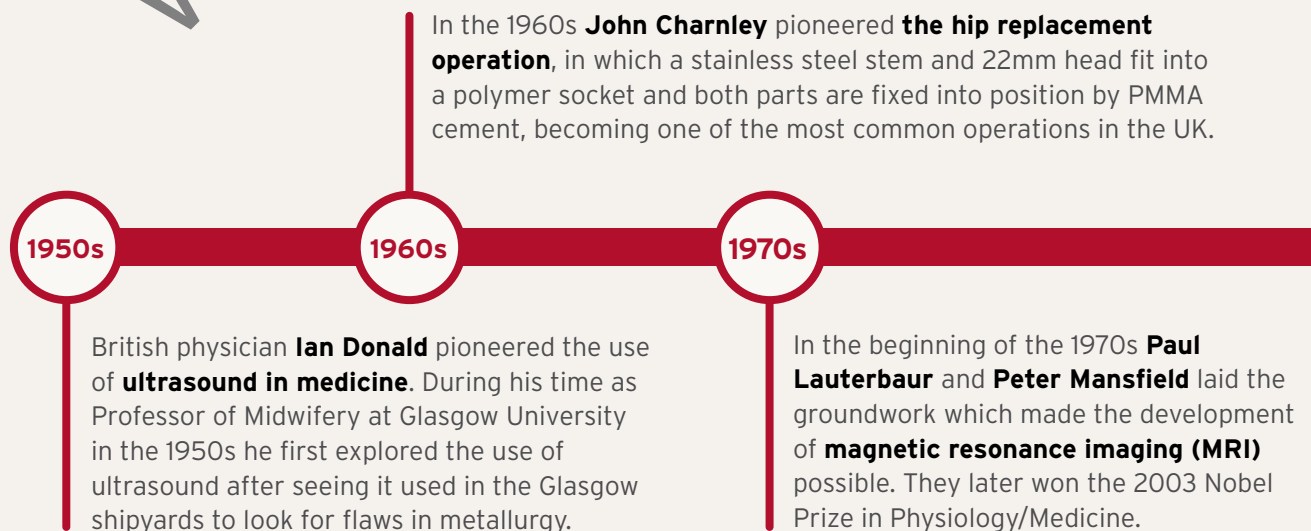 In the 1960s John Charnley pioneered the hip replacement
operation, in which a stainless steel stem and 22mm head fit into
a polymer socket and both parts are fixed into position by PMMA
cement, becoming one of the most common operations in the UK.
1950s
1960s
1970s
British physician Ian Donald pioneered the use
of ultrasound in medicine. During his time as
Professor of Midwifery at Glasgow University
in the 1950s he first explored the use of
ultrasound after seeing it used in the Glasgow
shipyards to look for flaws in metallurgy.
In the beginning of the 1970s Paul
Lauterbaur and Peter Mansfield laid the
groundwork which made the development
of magnetic resonance imaging (MRI)
possible. They later won the 2003 Nobel
Prize in Physiology/Medicine.